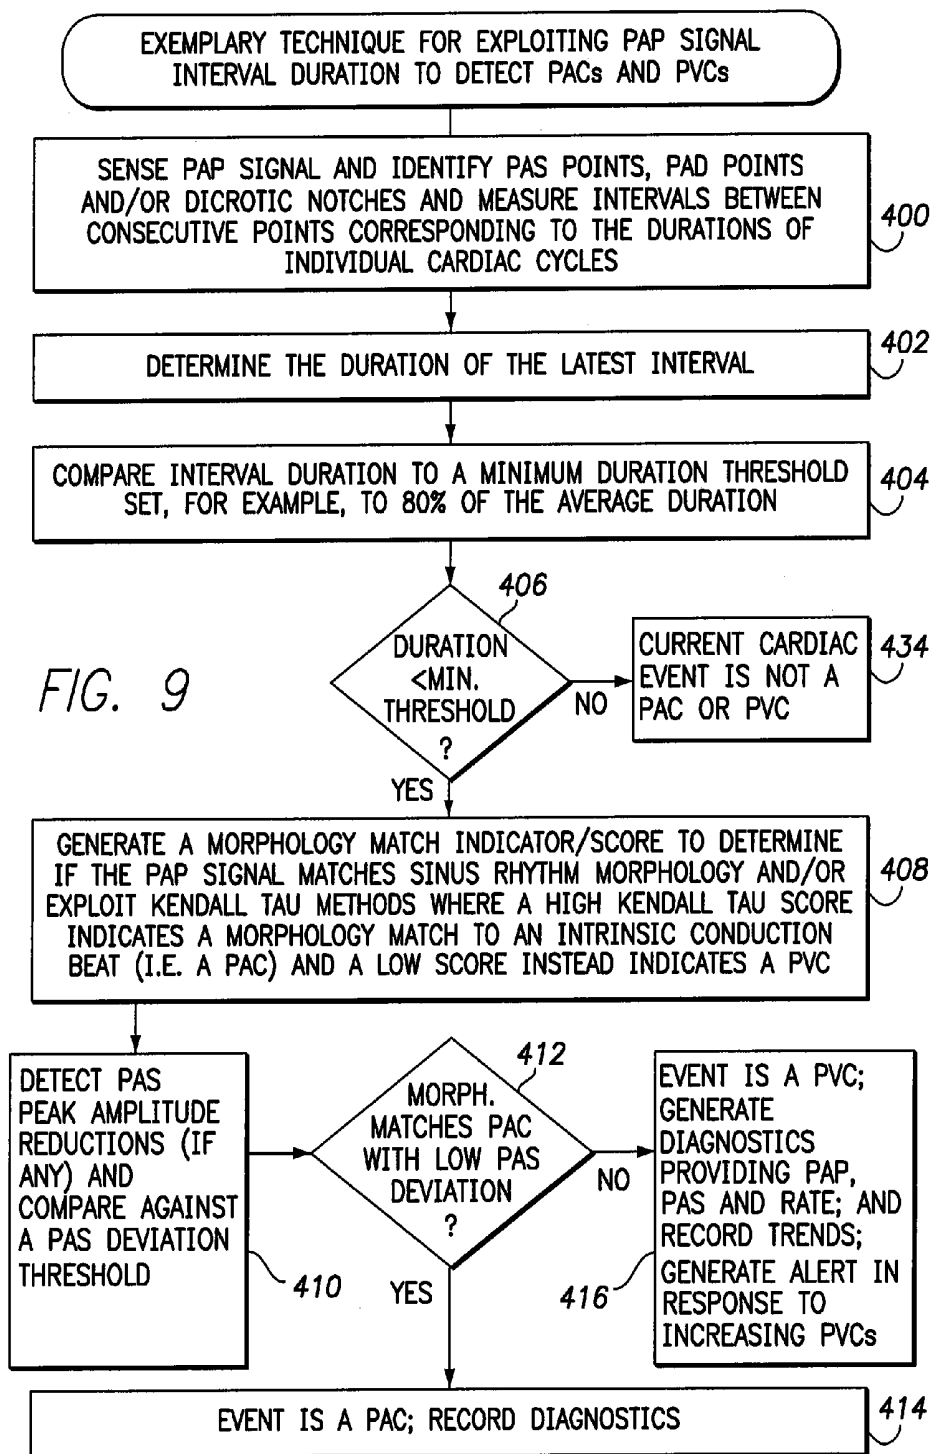 EXEMPLARY TECHNIQUE FOR EXPLOITING PAP SIGNAL
INTERVAL DURATION TO DETECT PACs AND PVCs
SENSE PAP SIGNAL AND IDENTIFY PAS POINTS, PAD POINTS
AND/OR DICROTIC NOTCHES AND MEASURE INTERVALS BETWEEN
CONSECUTIVE POINTS CORRESPONDING TO THE DURATIONS OF
INDIVIDUAL CARDIAC CYCLES
400
DETERMINE THE DURATION OF THE LATEST INTERVAL
402
COMPARE INTERVAL DURATION TO A MINIMUM DURATION THRESHOLD
SET, FOR EXAMPLE, TO 80% OF THE AVERAGE DURATION
404
406
DURATION
<MIN.
THRESHOLD
?
NO
CURRENT CARDIAC
EVENT IS NOT A
PAC OR PVC
434
FIG. 9
YES
GENERATE A MORPHOLOGY MATCH INDICATOR/SCORE TO DETERMINE
IF THE PAP SIGNAL MATCHES SINUS RHYTHM MORPHOLOGY AND/OR
EXPLOIT KENDALL TAU METHODS WHERE A HIGH KENDALL TAU SCORE
INDICATES A MORPHOLOGY MATCH TO AN INTRINSIC CONDUCTION
BEAT (I.E. A PAC) AND A LOW SCORE INSTEAD INDICATES A PVC
408
DETECT PAS
PEAK AMPLITUDE
REDUCTIONS (IF
ANY) AND
COMPARE AGAINST
A PAS DEVIATION
THRESHOLD
410
412
MORPH.
MATCHES PAC
WITH LOW PAS
DEVIATION
?
NO
YES
EVENT IS A PVC;
GENERATE
DIAGNOSTICS
PROVIDING PAP,
PAS AND RATE; AND
RECORD TRENDS;
GENERATE ALERT IN
RESPONSE TO
INCREASING PVCs
416
EVENT IS A PAC; RECORD DIAGNOSTICS
414